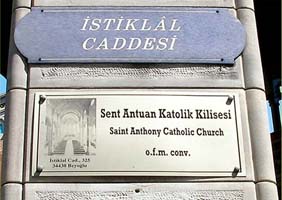 İSTİKLÂL
CADDESİ
Sent Antuan Katolik Kilisesi
Saint Anthony Catholic Church
o.f.m. conv.
İstiklal Cad., 325
34430 Beyoğlu